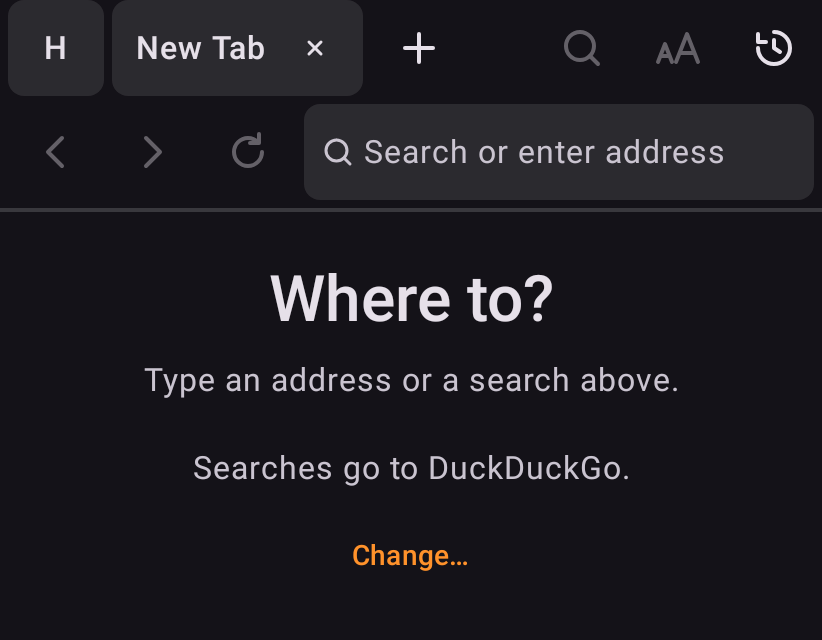 H
New Tab
AA
Search or enter address
Where to?
Type an address or a search above.
Searches go to DuckDuckGo.
Change…